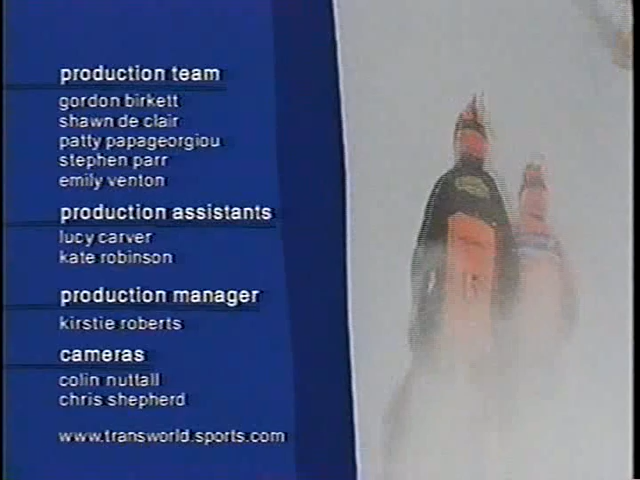 production team
gordon birkett
shawn de clair
patty papageorgiou
stephen parr
emily venton
production assistants
lucy carver
kate robinson
production manager
kirstie roberts
cameras
colin nuttall
chris shepherd
www.transworld.sports.com